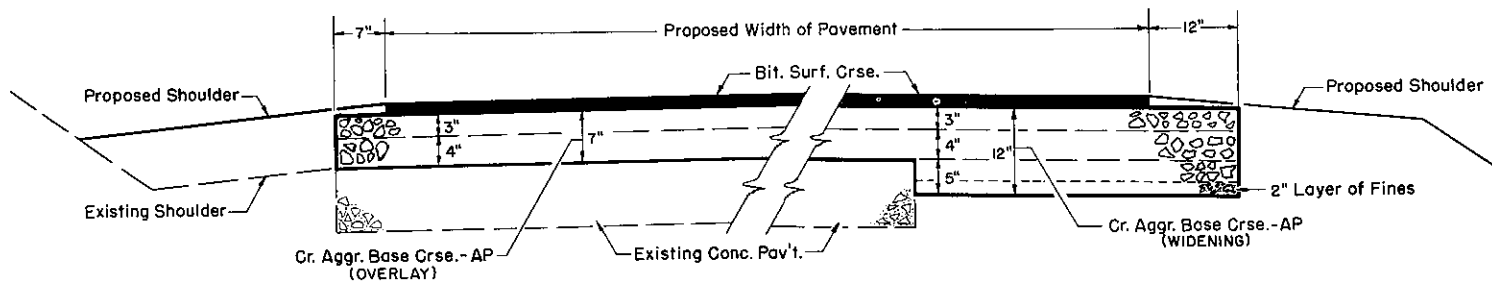 7"
Proposed Width of Pavement
12"
Bit. Surf. Crse.
Proposed Shoulder
Proposed Shoulder
3"
7"
3"
4"
4"
12"
5"
2" Layer of Fines
Existing Shoulder
Cr. Aggr. Base Crse.-AP
(WIDENING)
Cr. Aggr. Base Crse.-AP
(OVERLAY)
Existing Conc. Pav't.